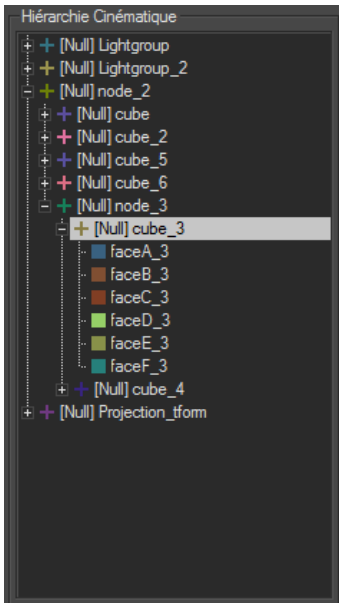 Hiérarchie Cinématique
[Null] Lightgroup
[Null] Lightgroup_2
[Null] node_2
[Null] cube
[Null] cube_2
[Null] cube_5
[Null] cube_6
[Null] node_3
[Null] cube_3
faceA_3
faceB_3
faceC_3
faceD_3
faceE_3
faceF_3
[Null] cube_4
[Null] Projection_tform